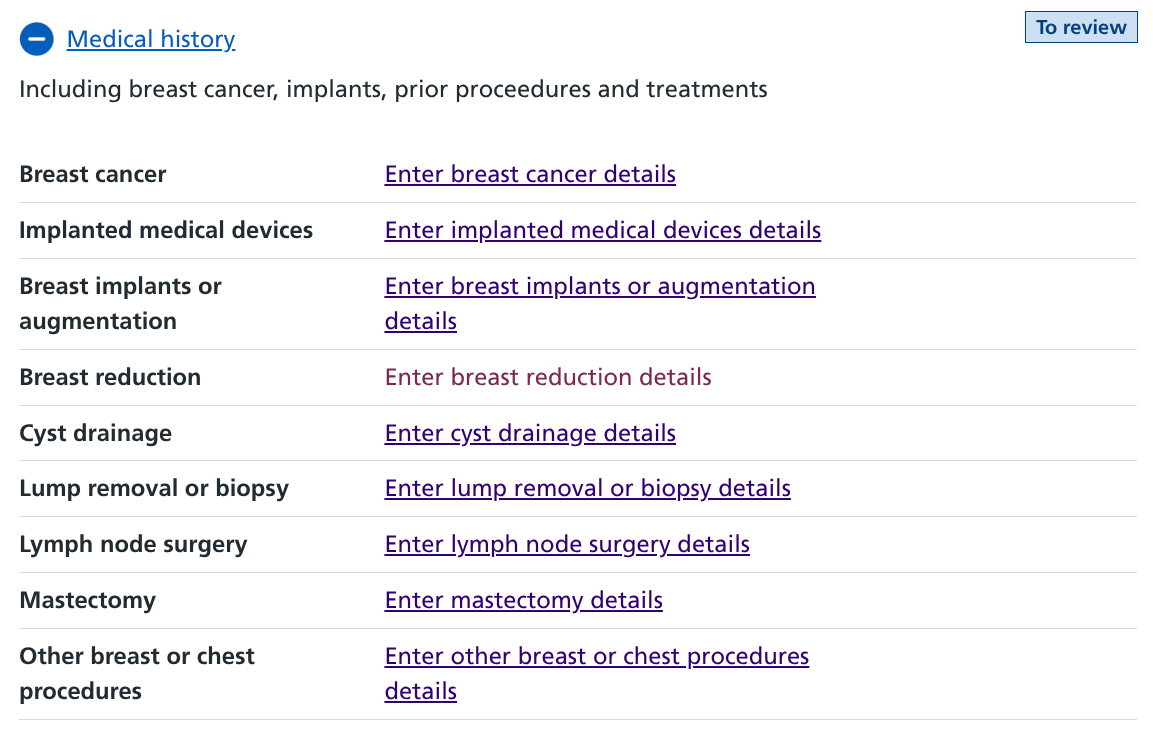 Medical history
To review
Including breast cancer, implants, prior proceedures and treatments
Breast cancer
Enter breast cancer details
Implanted medical devices
Enter implanted medical devices details
Breast implants or
augmentation
Enter breast implants or augmentation
details
Breast reduction
Enter breast reduction details
Cyst drainage
Enter cyst drainage details
Lump removal or biopsy
Enter lump removal or biopsy details
Lymph node surgery
Enter lymph node surgery details
Mastectomy
Enter mastectomy details
Other breast or chest
procedures
Enter other breast or chest procedures
details